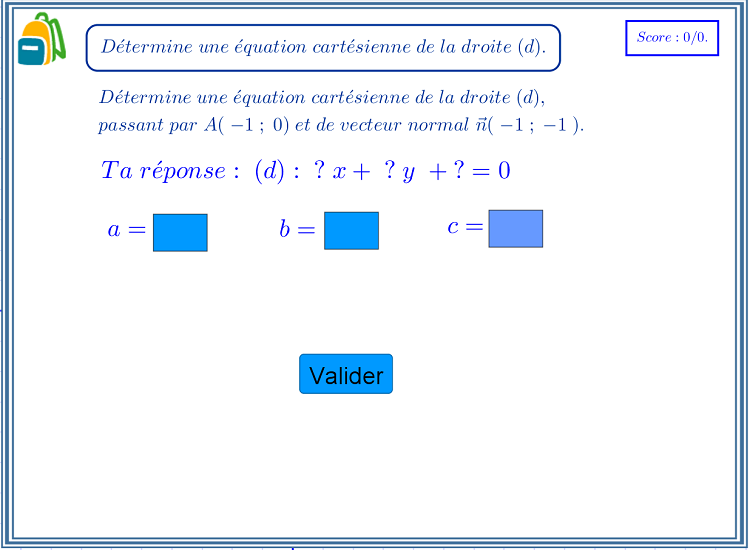 Détermine une équation cartésienne de la droite (d).
Score : 0/0.
Détermine une équation cartésienne de la droite (d),
passant par A( −1 ; 0) et de vecteur normal n⃗( −1 ; −1 ).
Ta réponse : (d) : ? x + ? y + ? = 0
a = b = c =
Valider